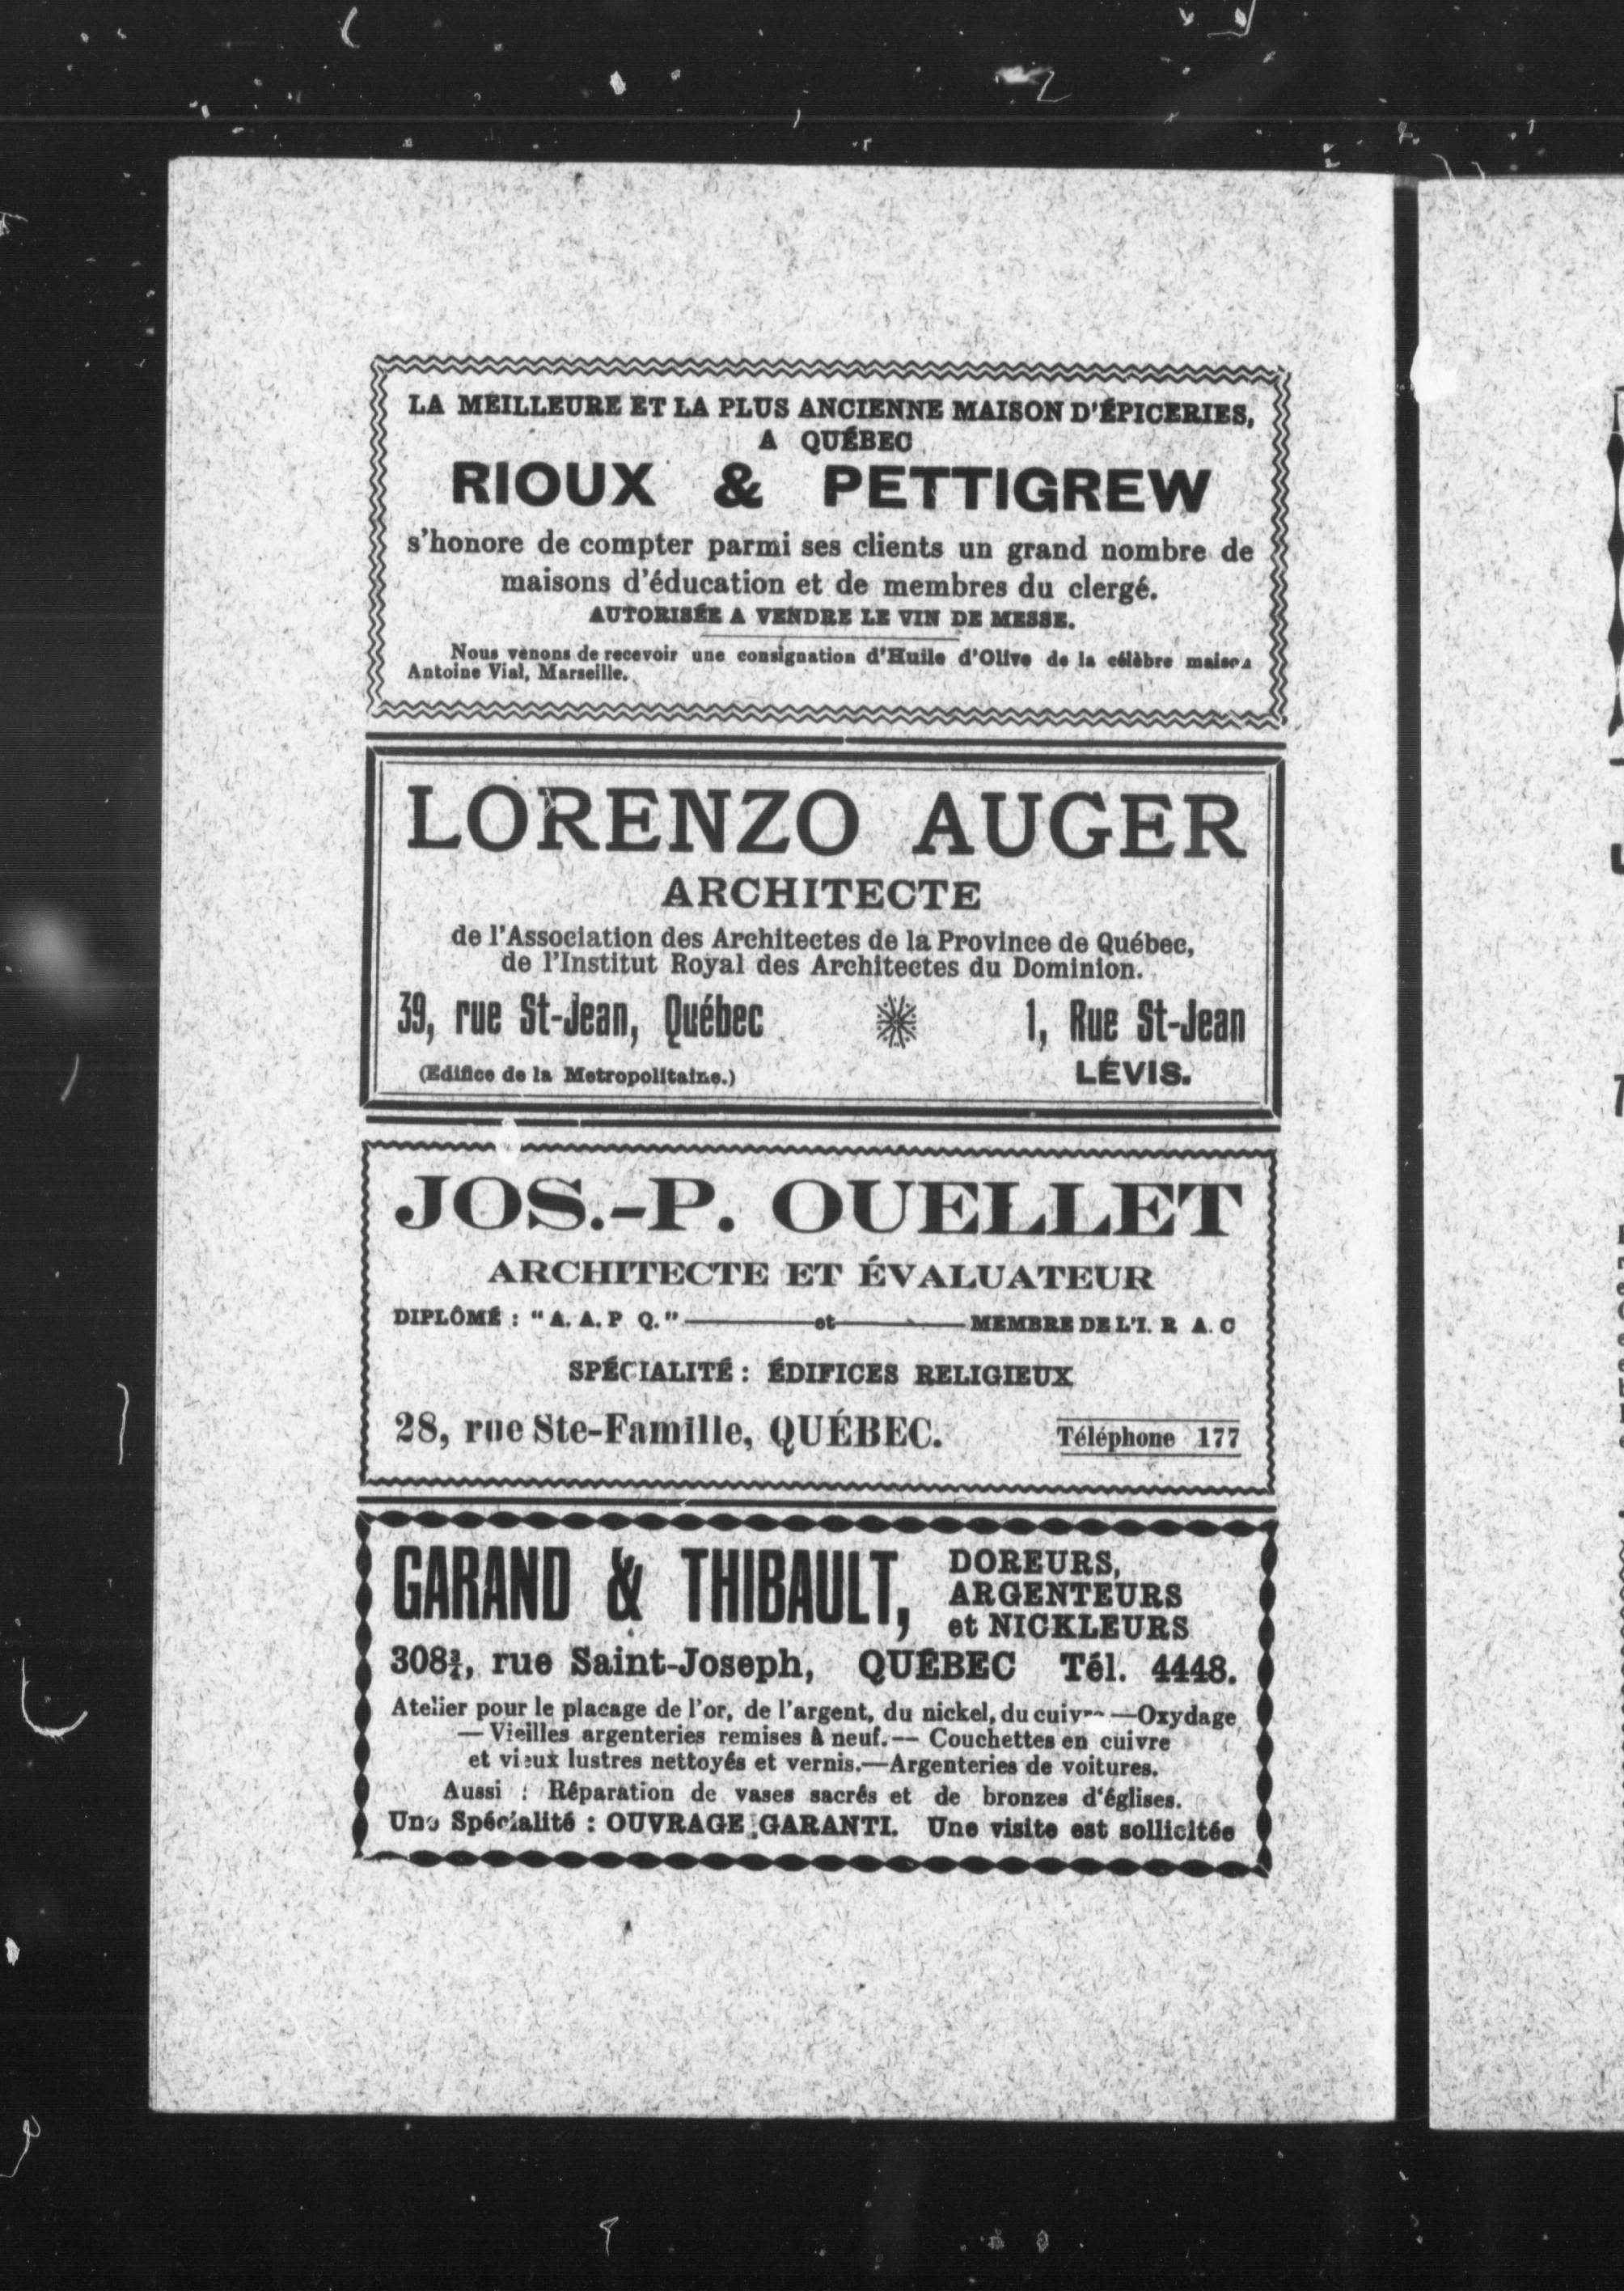 LA MEILLEURE ET LA PLUS ANCIENNE MAISON D'ÉPICERIES,
A QUÉBEC
RIOUX & PETTIGREW
s'honore de compter parmi ses clients un grand nombre de
maisons d'éducation et de membres du clergé.
AUTORISÉE A VENDRE LE VIN DE MESSE.
Nous venons de recevoir une consignation d'Huile d'Olive de la célèbre maison
Antoine Vial, Marseille.
LORENZO AUGER
ARCHITECTE
de l'Association des Architectes de la Province de Québec,
de l'Institut Royal des Architectes du Dominion.
39, rue St-Jean, Québec 1, Rue St-Jean
(Edifice de la Metropolitaine.) LÉVIS.
JOS.-P. OUELLET
ARCHITECTE ET ÉVALUATEUR
DIPLÔMÉ : "A. A. P Q."———et———MEMBRE DE L'I. R A. C
SPÉCIALITÉ : ÉDIFICES RELIGIEUX
28, rue Ste-Famille, QUÉBEC. Téléphone 177
GARAND & THIBAULT, DOREURS,
ARGENTEURS
et NICKLEURS
308¾, rue Saint-Joseph, QUÉBEC Tél. 4448.
Atelier pour le placage de l'or, de l'argent, du nickel, du cuivre —Oxydage
— Vieilles argenteries remises à neuf.— Couchettes en cuivre
et vieux lustres nettoyés et vernis.—Argenteries de voitures.
Aussi : Réparation de vases sacrés et de bronzes d'églises.
Une Spécialité : OUVRAGE GARANTI. Une visite est sollicitée